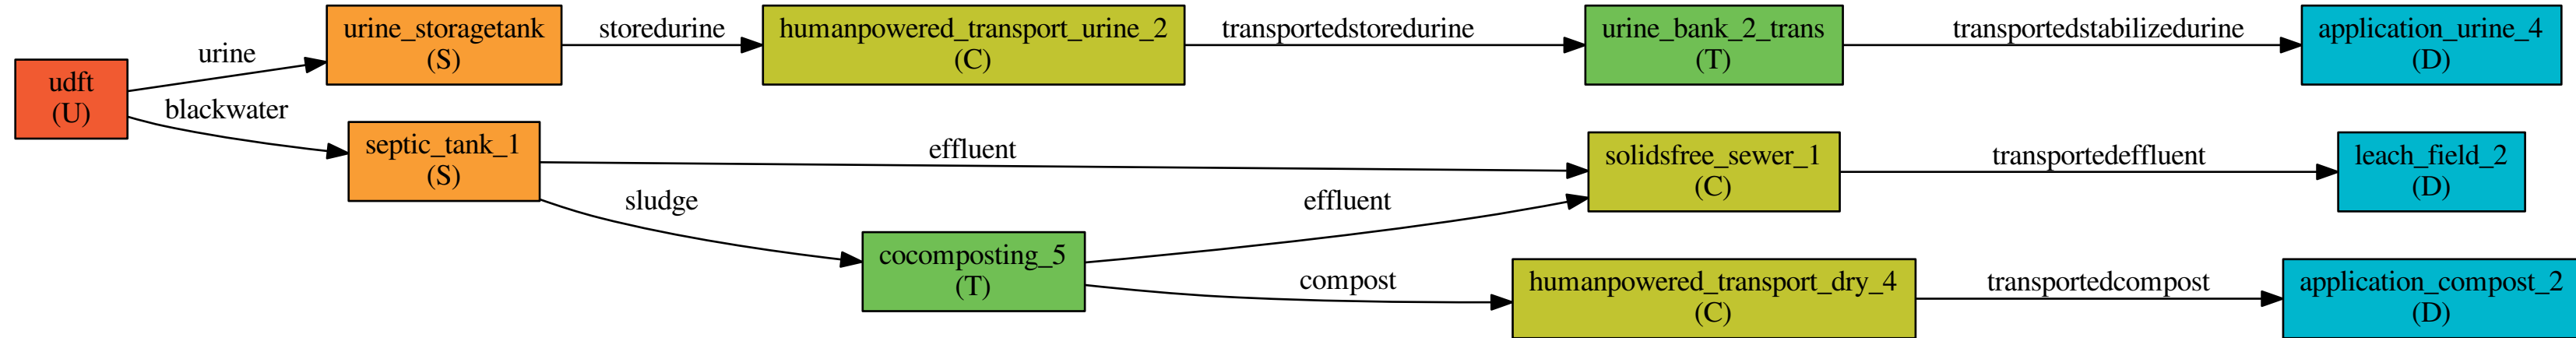 urine_storagetank
(S)
storedurine
humanpowered_transport_urine_2
(C)
transportedstoredurine
urine_bank_2_trans
(T)
transportedstabilizedurine
application_urine_4
(D)
urine
udft
(U)
blackwater
septic_tank_1
(S)
effluent
solidsfree_sewer_1
(C)
transportedeffluent
leach_field_2
(D)
sludge
effluent
cocomposting_5
(T)
compost
humanpowered_transport_dry_4
(C)
transportedcompost
application_compost_2
(D)